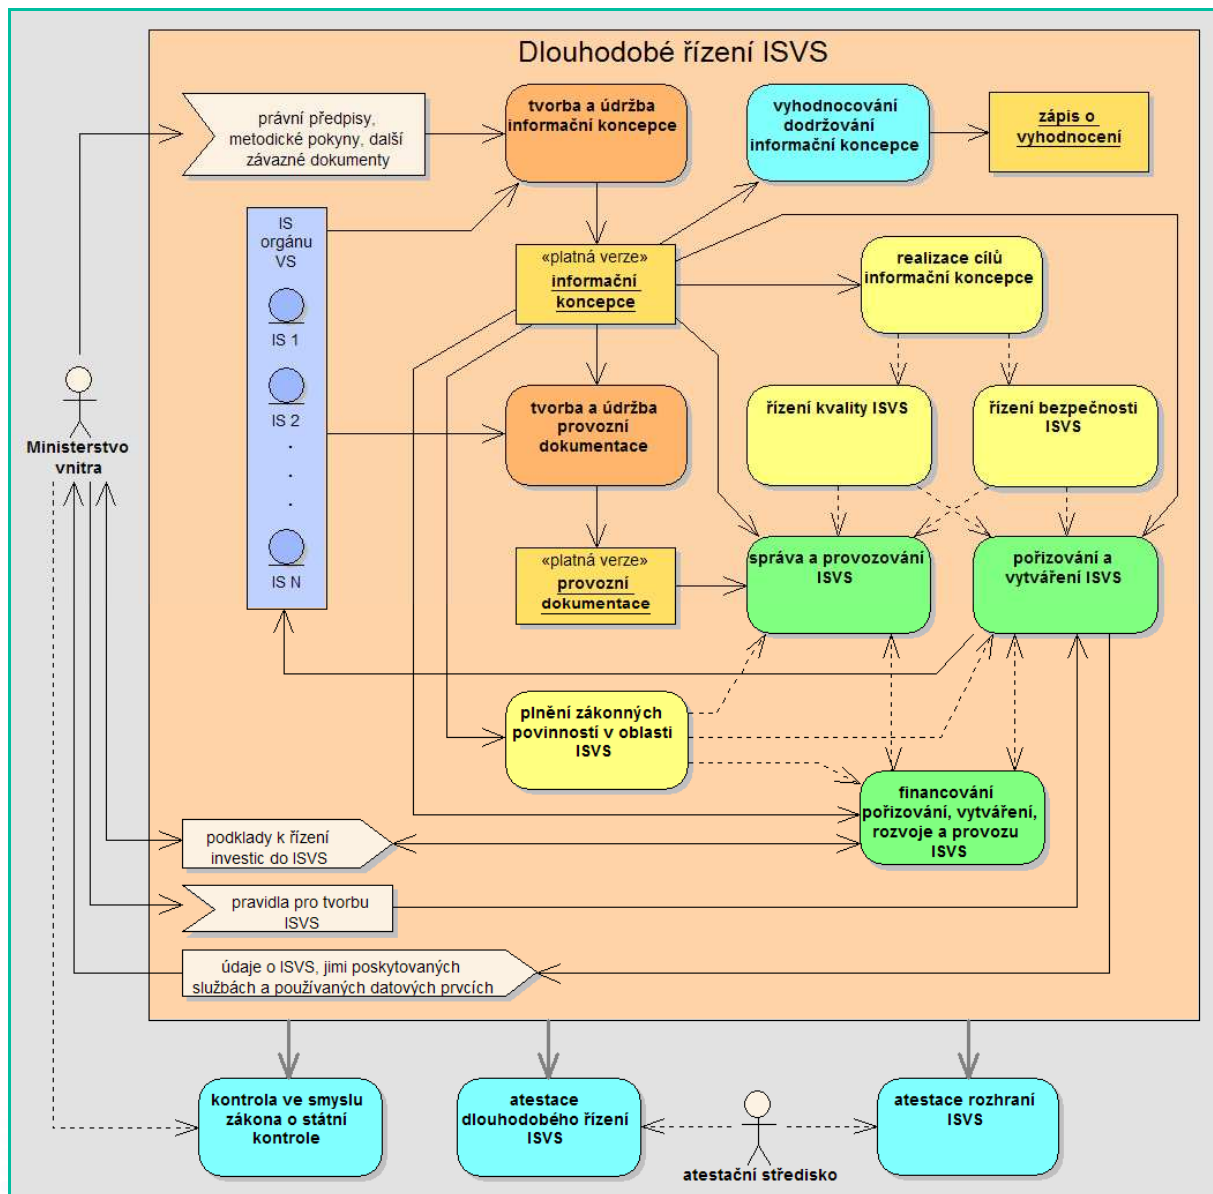 Dlouhodobé řízení ISVS
právní předpisy,
metodické pokyny, další
závazné dokumenty
tvorba a údržba
informační koncepce
vyhodnocování
dodržování
informační koncepce
zápis o
vyhodnocení
IS
orgánu
VS
IS 1
IS 2
.
.
.
.
IS N
«platná verze»
informační
koncepce
realizace cílů
informační koncepce
tvorba a údržba
provozní
dokumentace
řízení kvality ISVS
řízení bezpečnosti
ISVS
Ministerstvo
vnitra
«platná verze»
provozní
dokumentace
správa a provozování
ISVS
pořizování a
vytváření ISVS
plnění zákonných
povinností v oblasti
ISVS
financování
pořizování, vytváření,
rozvoje a provozu
ISVS
podklady k řízení
investic do ISVS
pravidla pro tvorbu
ISVS
údaje o ISVS, jimi poskytovaných
službách a používaných datových prvcích
kontrola ve smyslu
zákona o státní
kontrole
atestace
dlouhodobého řízení
ISVS
atestační středisko
atestace rozhraní
ISVS